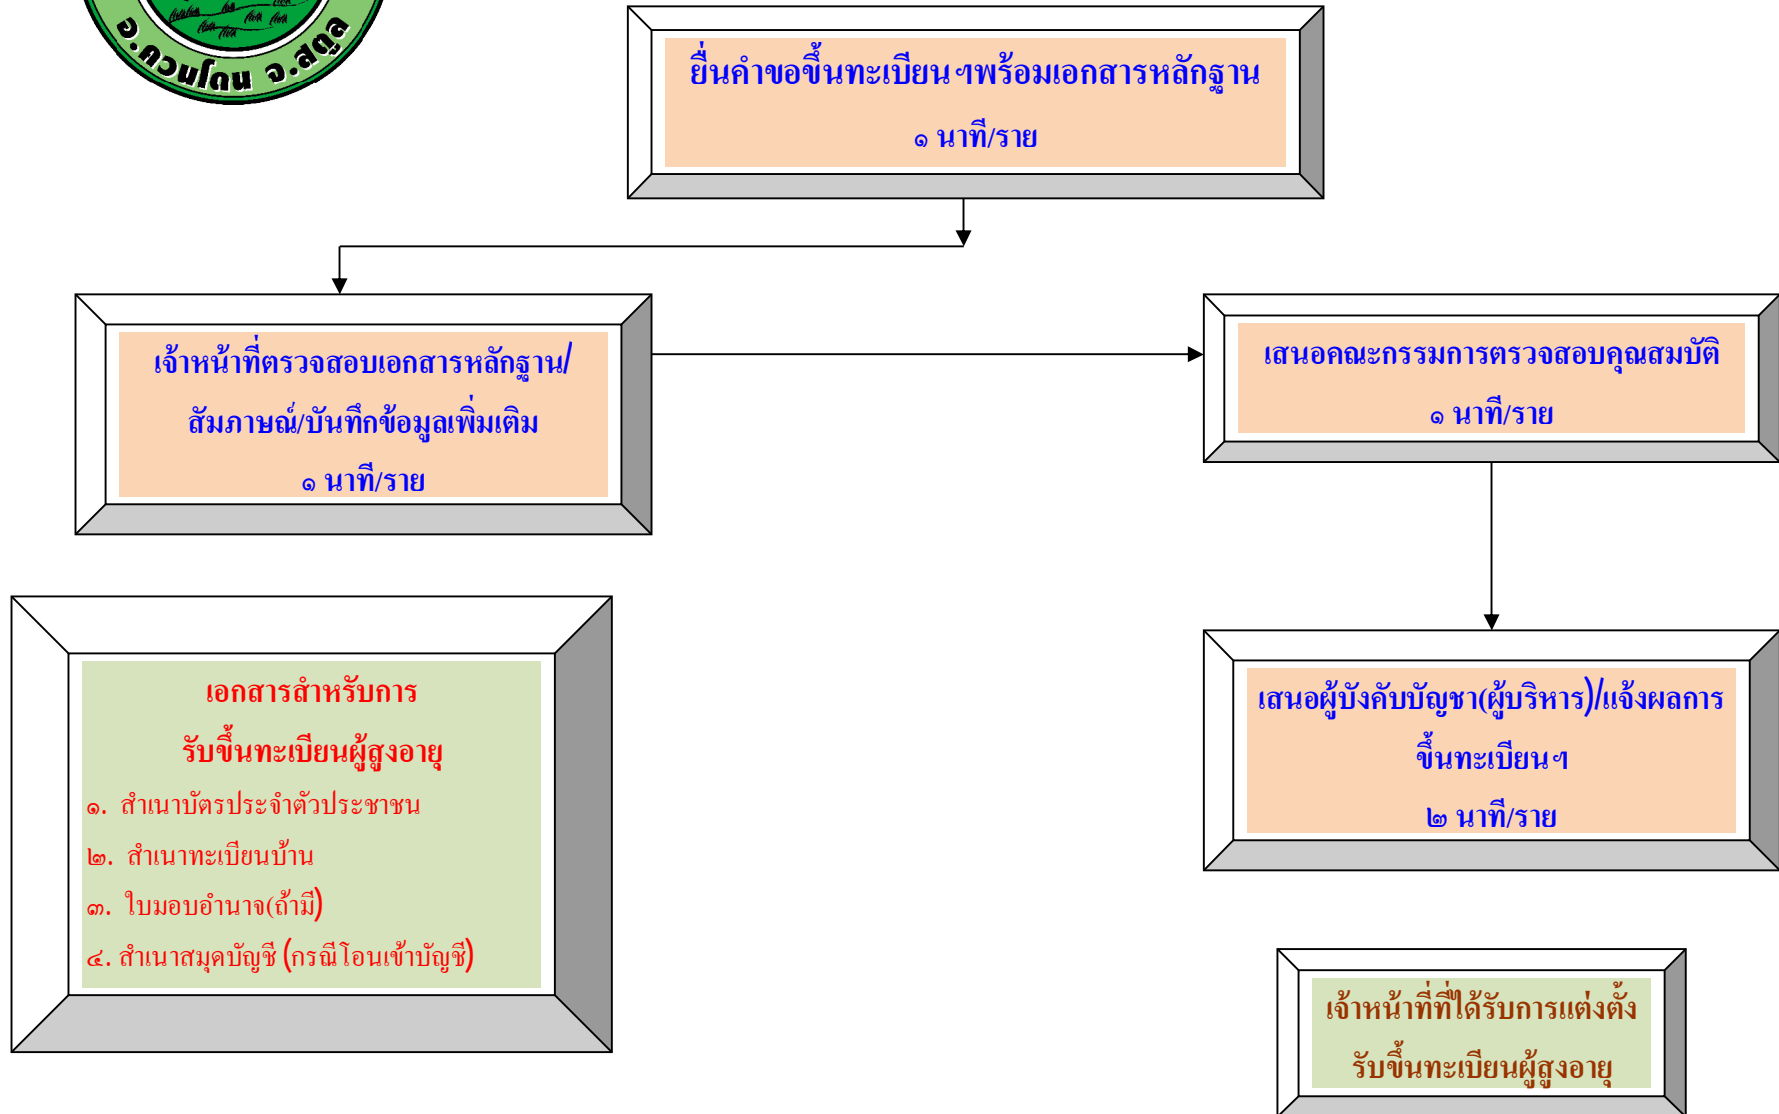 อ.ควนโดน จ.สตูล
ยื่นคำขอขึ้นทะเบียนฯพร้อมเอกสารหลักฐาน
๑ นาที/ราย
เจ้าหน้าที่ตรวจสอบเอกสารหลักฐาน/
สัมภาษณ์/บันทึกข้อมูลเพิ่มเติม
๑ นาที/ราย
เสนอคณะกรรมการตรวจสอบคุณสมบัติ
๑ นาที/ราย
เสนอผู้บังคับบัญชา(ผู้บริหาร)/แจ้งผลการ
ขึ้นทะเบียนฯ
๒ นาที/ราย
เอกสารสำหรับการ
รับขึ้นทะเบียนผู้สูงอายุ
๑. สำเนาบัตรประจำตัวประชาชน
๒. สำเนาทะเบียนบ้าน
๓. ใบมอบอำนาจ(ถ้ามี)
๔. สำเนาสมุดบัญชี (กรณีโอนเข้าบัญชี)
เจ้าหน้าที่ที่ได้รับการแต่งตั้ง
รับขึ้นทะเบียนผู้สูงอายุ